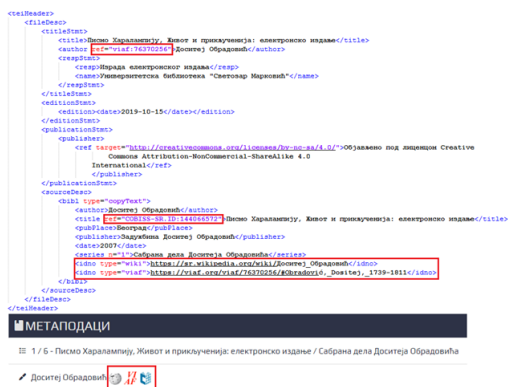 <teiHeader>
<fileDesc>
<titleStmt>
<title>Писмо Харалампију, Живот и прикљученија: електронско издање</title>
<author ref="viaf:76370256">Доситеј Обрадовић</author>
<respStmt>
<resp>Израда електронског издања</resp>
<name>Универзитетска библиотека "Светозар Марковић"</name>
</respStmt>
</titleStmt>
<editionStmt>
<edition><date>2019-10-15</date></edition>
</editionStmt>
<publicationStmt>
<publisher>
<ref target="http://creativecommons.org/licenses/by-nc-sa/4.0/">Објављено под лиценцом Creative
Commons Attribution-NonCommercial-ShareAlike 4.0
International</ref>
</publisher>
</publicationStmt>
<sourceDesc>
<bibl type="copyText">
<author>Доситеј Обрадовић</author>
<title ref="COBISS-SR.ID:144066572">Писмо Харалампију, Живот и прикљученија: електронско издање</title>
<pubPlace>Београд</pubPlace>
<publisher>Задужбина Доситеј Обрадовић</publisher>
<date>2007</date>
<series n="1">Сабрана дела Доситеја Обрадовића</series>
<idno type="wiki">https://sr.wikipedia.org/wiki/Доситеј_Обрадовић</idno>
<idno type="viaf">https://viaf.org/viaf/76370256/#Obradović,_Dositej,_1739-1811</idno>
</bibl>
</sourceDesc>
</fileDesc>
</teiHeader>
МЕТАПОДАЦИ
1 / 6 - Писмо Харалампију, Живот и прикљученија: електронско издање / Сабрана дела Доситеја Обрадовића
Доситеј Обрадовић